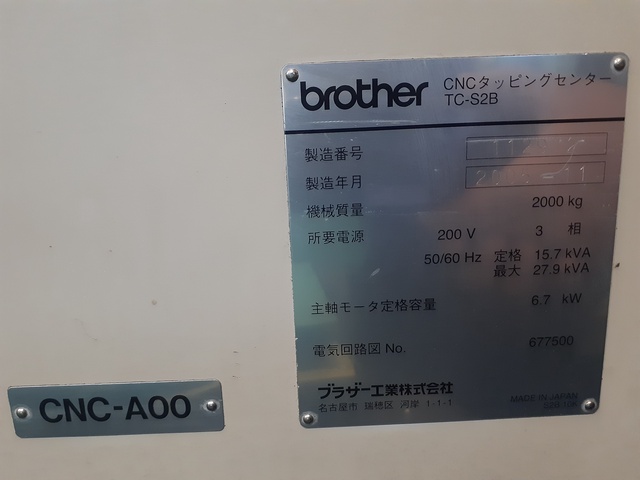 brother CNCタッピングセンター
TC-S2B
製造番号
製造年月
機械質量 2000 kg
所要電源 200 V 3 相
50/60 Hz 定格 15.7 kVA
最大 27.9 kVA
主軸モータ定格容量 6.7 kW
電気回路図 No. 677500
ブラザー工業株式会社
名古屋市 瑞穂区 河岸 1-1-1
MADE IN JAPAN
CNC-A00